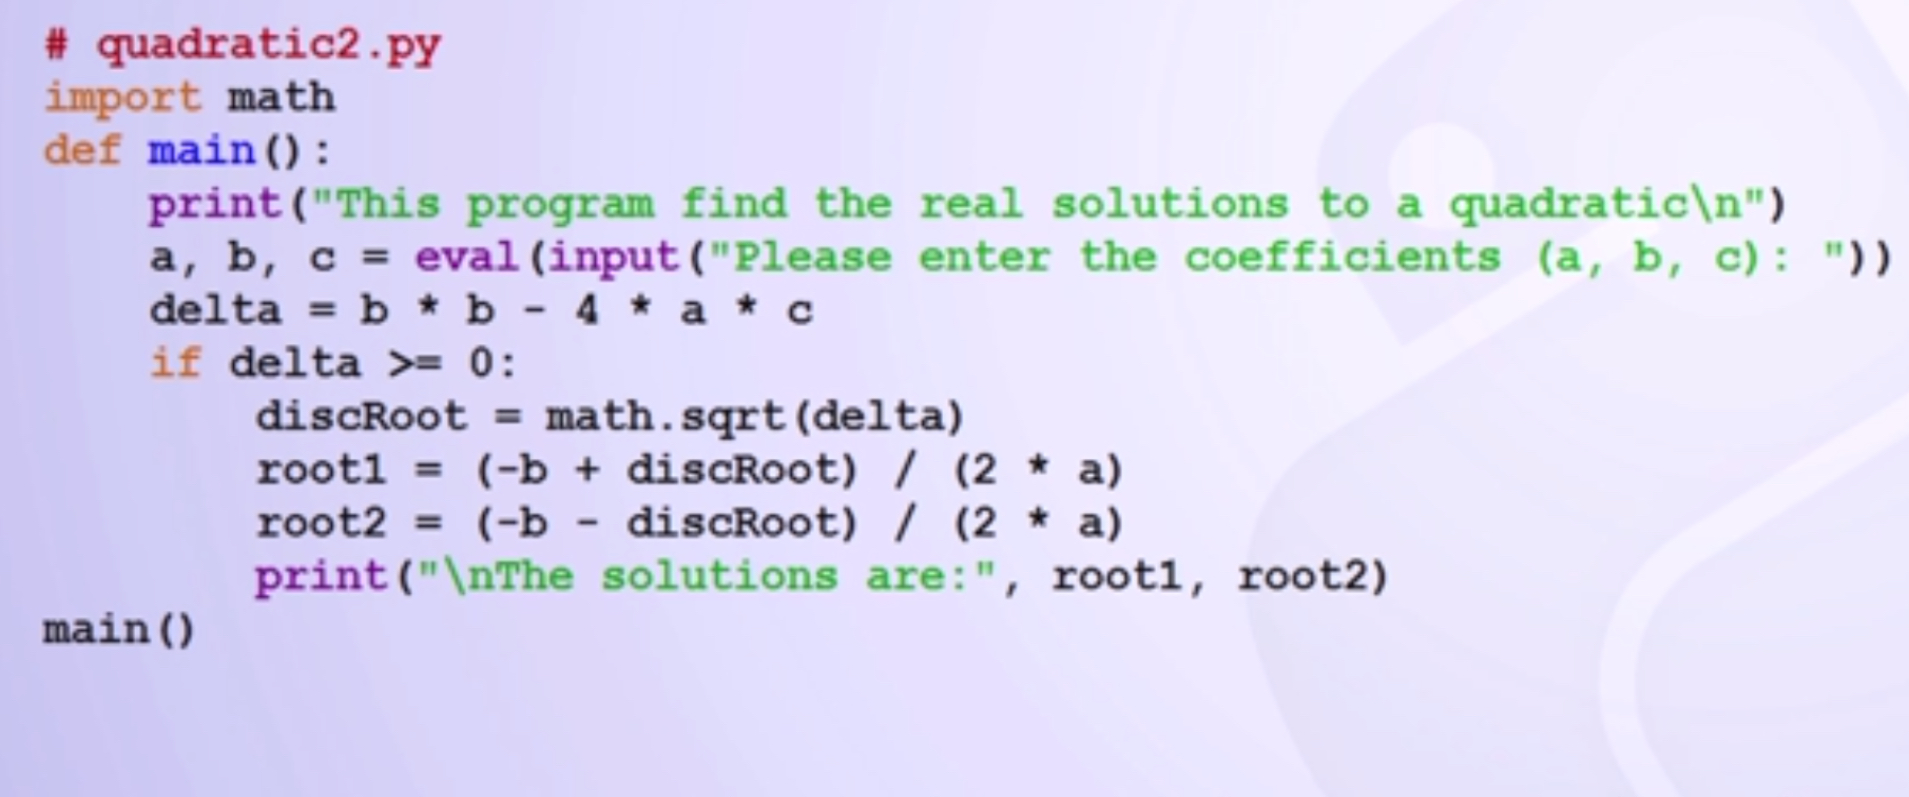 # quadratic2.py
import math
def main():
    print("This program find the real solutions to a quadratic\n")
    a, b, c = eval(input("Please enter the coefficients (a, b, c): "))
    delta = b * b - 4 * a * c
    if delta >= 0:
        discRoot = math.sqrt(delta)
        root1 = (-b + discRoot) / (2 * a)
        root2 = (-b - discRoot) / (2 * a)
        print("\nThe solutions are:", root1, root2)
main()